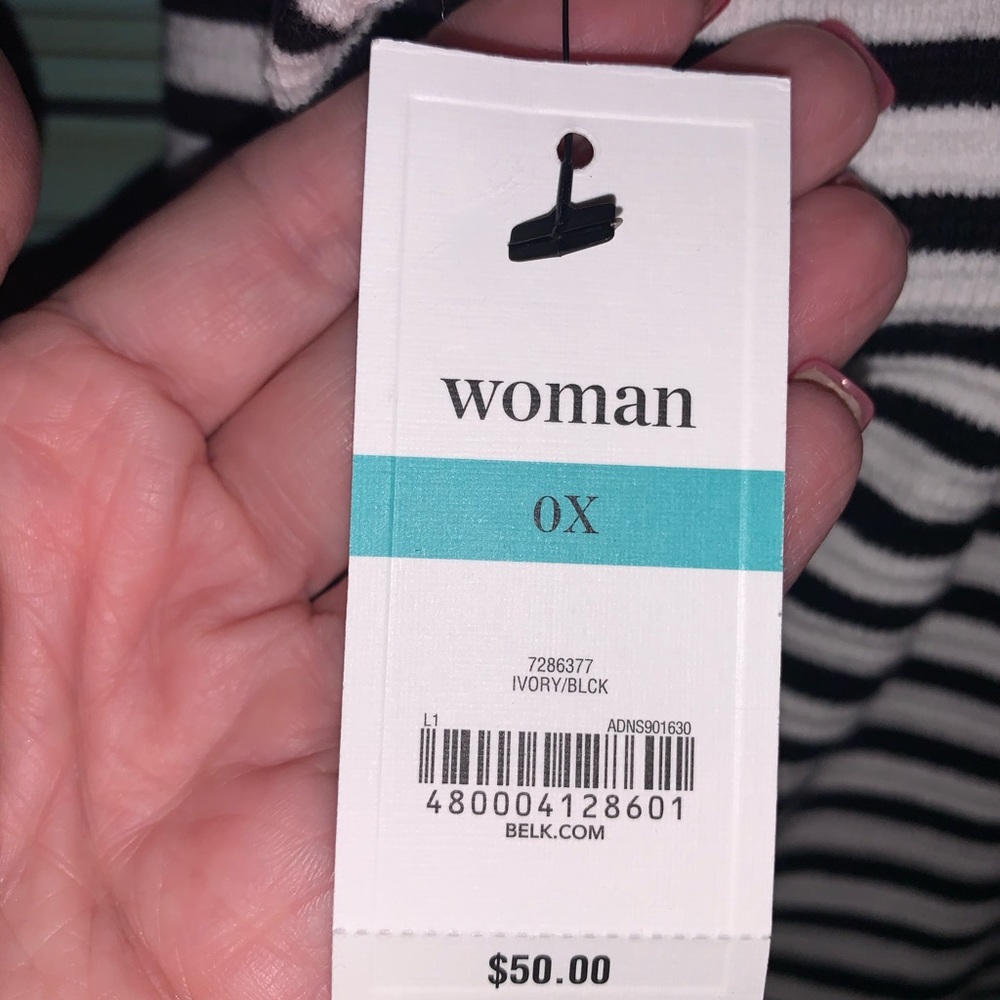 woman
0X
7286377
IVORY/BLCK
L1 ADNS901630
480004128601
BELK.COM
$50.00